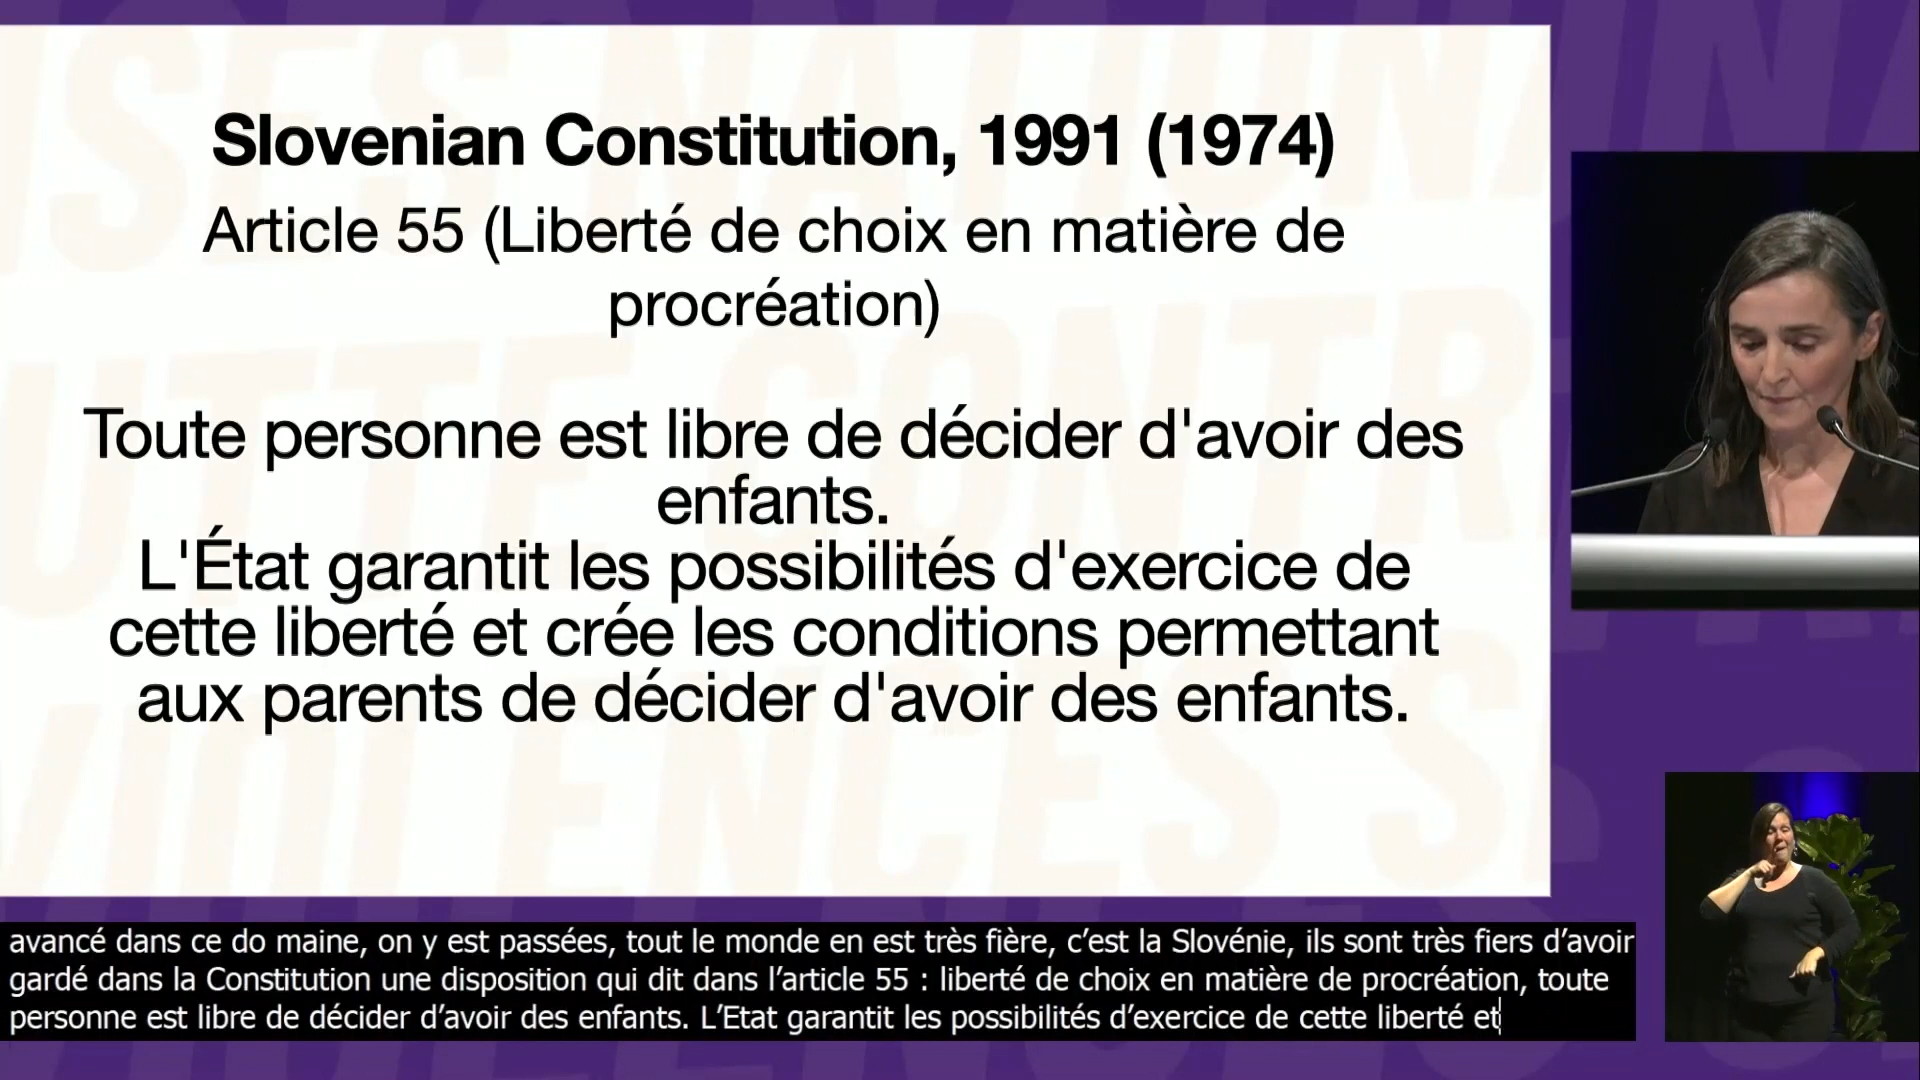 Slovenian Constitution, 1991 (1974)
Article 55 (Liberté de choix en matière de
procréation)
Toute personne est libre de décider d'avoir des
enfants.
L'État garantit les possibilités d'exercice de
cette liberté et crée les conditions permettant
aux parents de décider d'avoir des enfants.
avancé dans ce do maine, on y est passées, tout le monde en est très fière, c’est la Slovénie, ils sont très fiers d’avoir
gardé dans la Constitution une disposition qui dit dans l’article 55 : liberté de choix en matière de procréation, toute
personne est libre de décider d’avoir des enfants. L’Etat garantit les possibilités d’exercice de cette liberté et